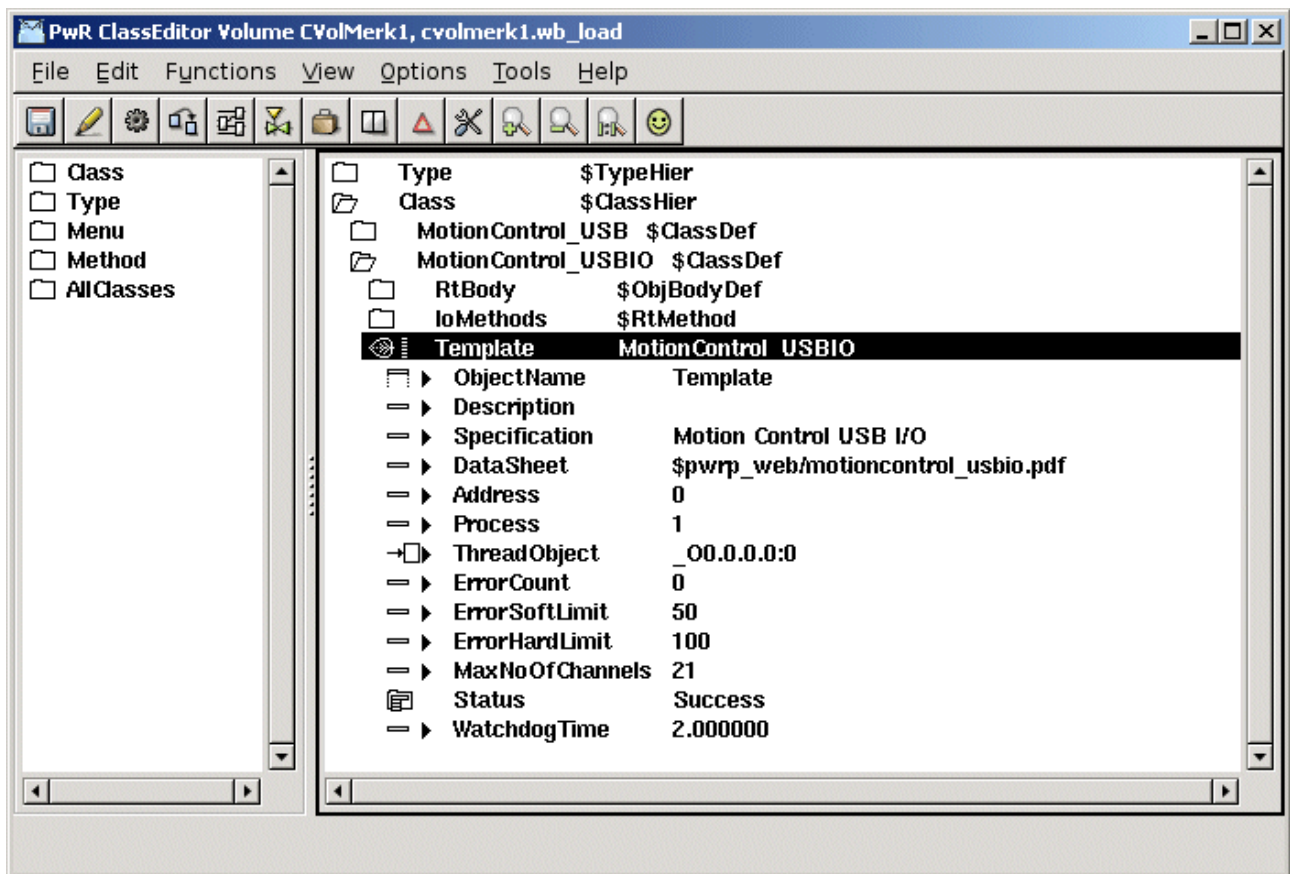 PwR ClassEditor Volume CVolMerk1, cvolmerk1.wb_load
File Edit Functions View Options Tools Help
Class
Type
Menu
Method
AllClasses
Type $TypeHier
Class $ClassHier
MotionControl_USB $ClassDef
MotionControl_USBIO $ClassDef
RtBody $ObjBodyDef
IoMethods $RtMethod
Template MotionControl_USBIO
ObjectName Template
Description
Specification Motion Control USB I/O
DataSheet $pwrp_web/motioncontrol_usbio.pdf
Address 0
Process 1
ThreadObject _O0.0.0.0:0
ErrorCount 0
ErrorSoftLimit 50
ErrorHardLimit 100
MaxNoOfChannels 21
Status Success
WatchdogTime 2.000000